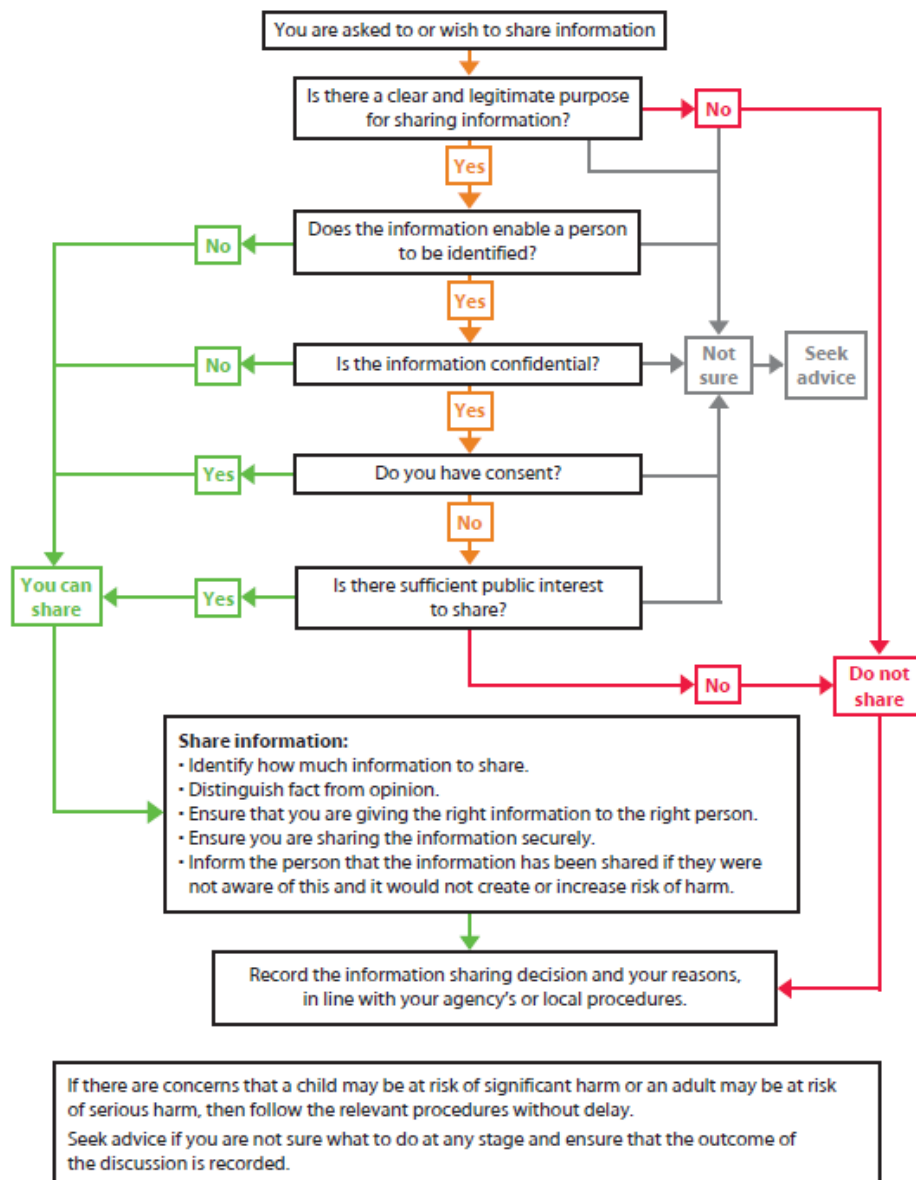 You are asked to or wish to share information
Is there a clear and legitimate purpose
for sharing information?
No
Yes
Does the information enable a person
to be identified?
No
Yes
Is the information confidential?
No
Not
sure
Seek
advice
Yes
Do you have consent?
Yes
No
You can
share
Yes
Is there sufficient public interest
to share?
No
Do not
share
Share information:
• Identify how much information to share.
• Distinguish fact from opinion.
• Ensure that you are giving the right information to the right person.
• Ensure you are sharing the information securely.
• Inform the person that the information has been shared if they were
not aware of this and it would not create or increase risk of harm.
Record the information sharing decision and your reasons,
in line with your agency's or local procedures.
If there are concerns that a child may be at risk of significant harm or an adult may be at risk
of serious harm, then follow the relevant procedures without delay.
Seek advice if you are not sure what to do at any stage and ensure that the outcome of
the discussion is recorded.